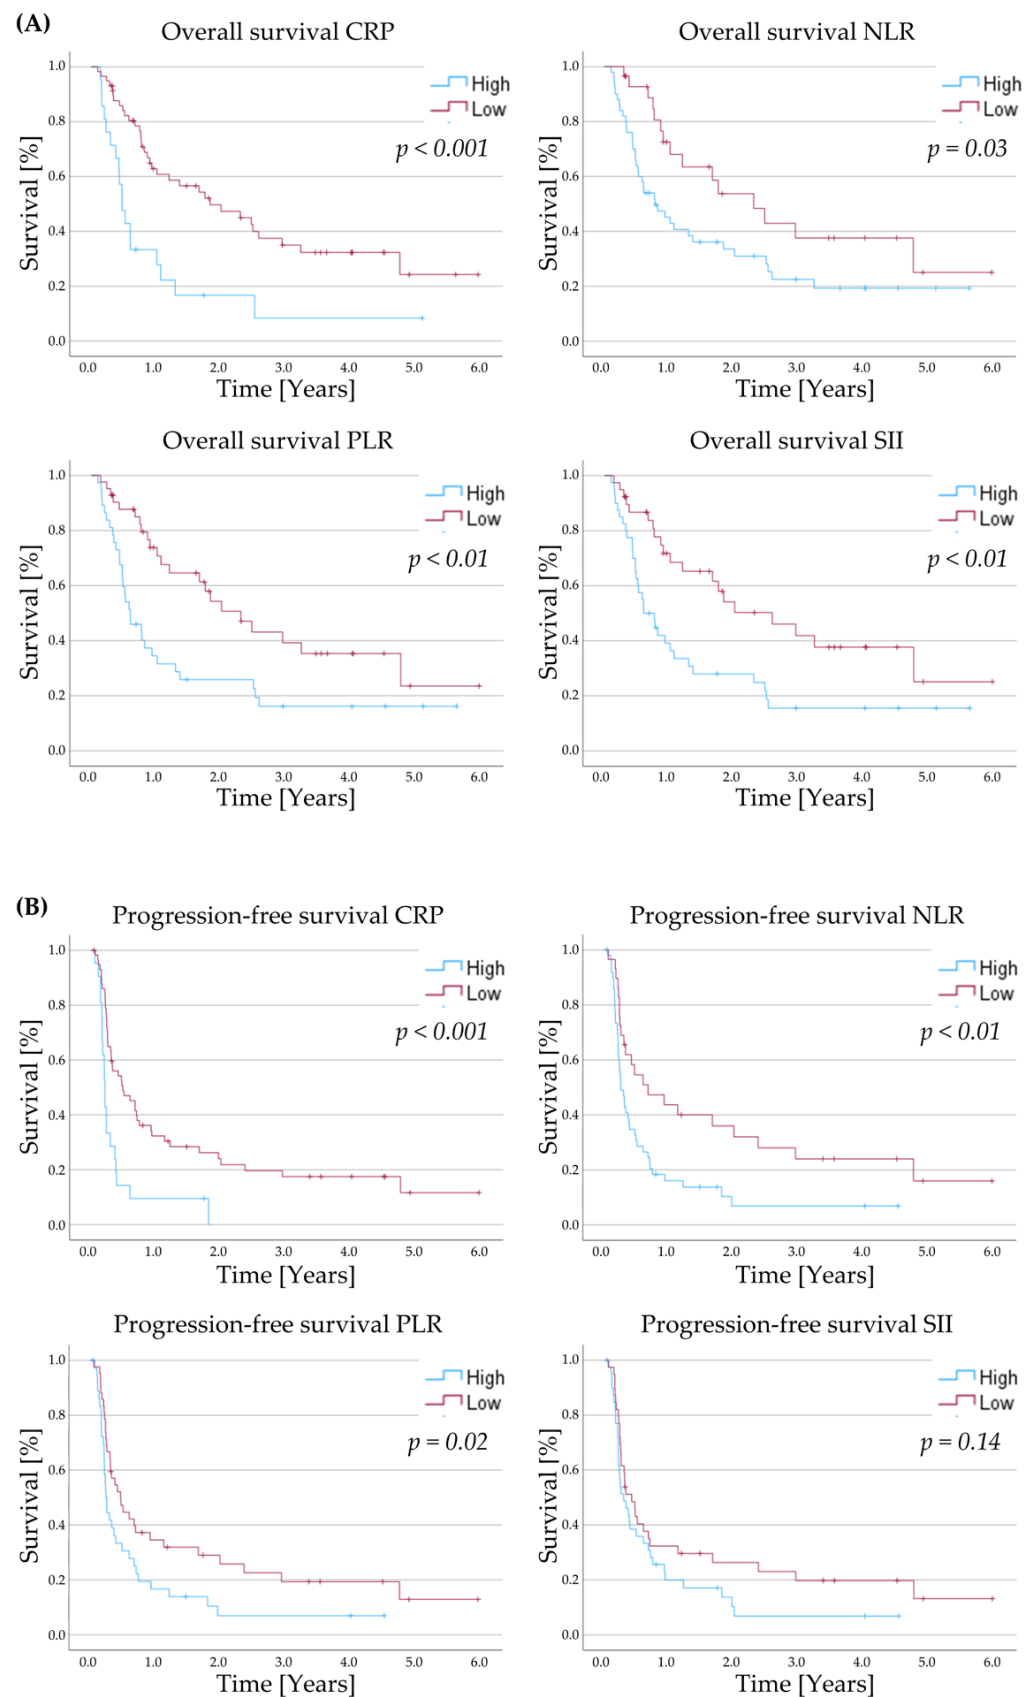 (A)
Overall survival CRP
Survival [%]
1.0
0.8
0.6
0.4
0.2
0.0
High
Low
p < 0.001
0.0 1.0 2.0 3.0 4.0 5.0 6.0
Time [Years]
Overall survival NLR
Survival [%]
1.0
0.8
0.6
0.4
0.2
0.0
High
Low
p = 0.03
0.0 1.0 2.0 3.0 4.0 5.0 6.0
Time [Years]
Overall survival PLR
Survival [%]
1.0
0.8
0.6
0.4
0.2
0.0
High
Low
p < 0.01
0.0 1.0 2.0 3.0 4.0 5.0 6.0
Time [Years]
Overall survival SII
Survival [%]
1.0
0.8
0.6
0.4
0.2
0.0
High
Low
p < 0.01
0.0 1.0 2.0 3.0 4.0 5.0 6.0
Time [Years]
(B)
Progression-free survival CRP
Survival [%]
1.0
0.8
0.6
0.4
0.2
0.0
High
Low
p < 0.001
0.0 1.0 2.0 3.0 4.0 5.0 6.0
Time [Years]
Progression-free survival NLR
Survival [%]
1.0
0.8
0.6
0.4
0.2
0.0
High
Low
p < 0.01
0.0 1.0 2.0 3.0 4.0 5.0 6.0
Time [Years]
Progression-free survival PLR
Survival [%]
1.0
0.8
0.6
0.4
0.2
0.0
High
Low
p = 0.02
0.0 1.0 2.0 3.0 4.0 5.0 6.0
Time [Years]
Progression-free survival SII
Survival [%]
1.0
0.8
0.6
0.4
0.2
0.0
High
Low
p = 0.14
0.0 1.0 2.0 3.0 4.0 5.0 6.0
Time [Years]